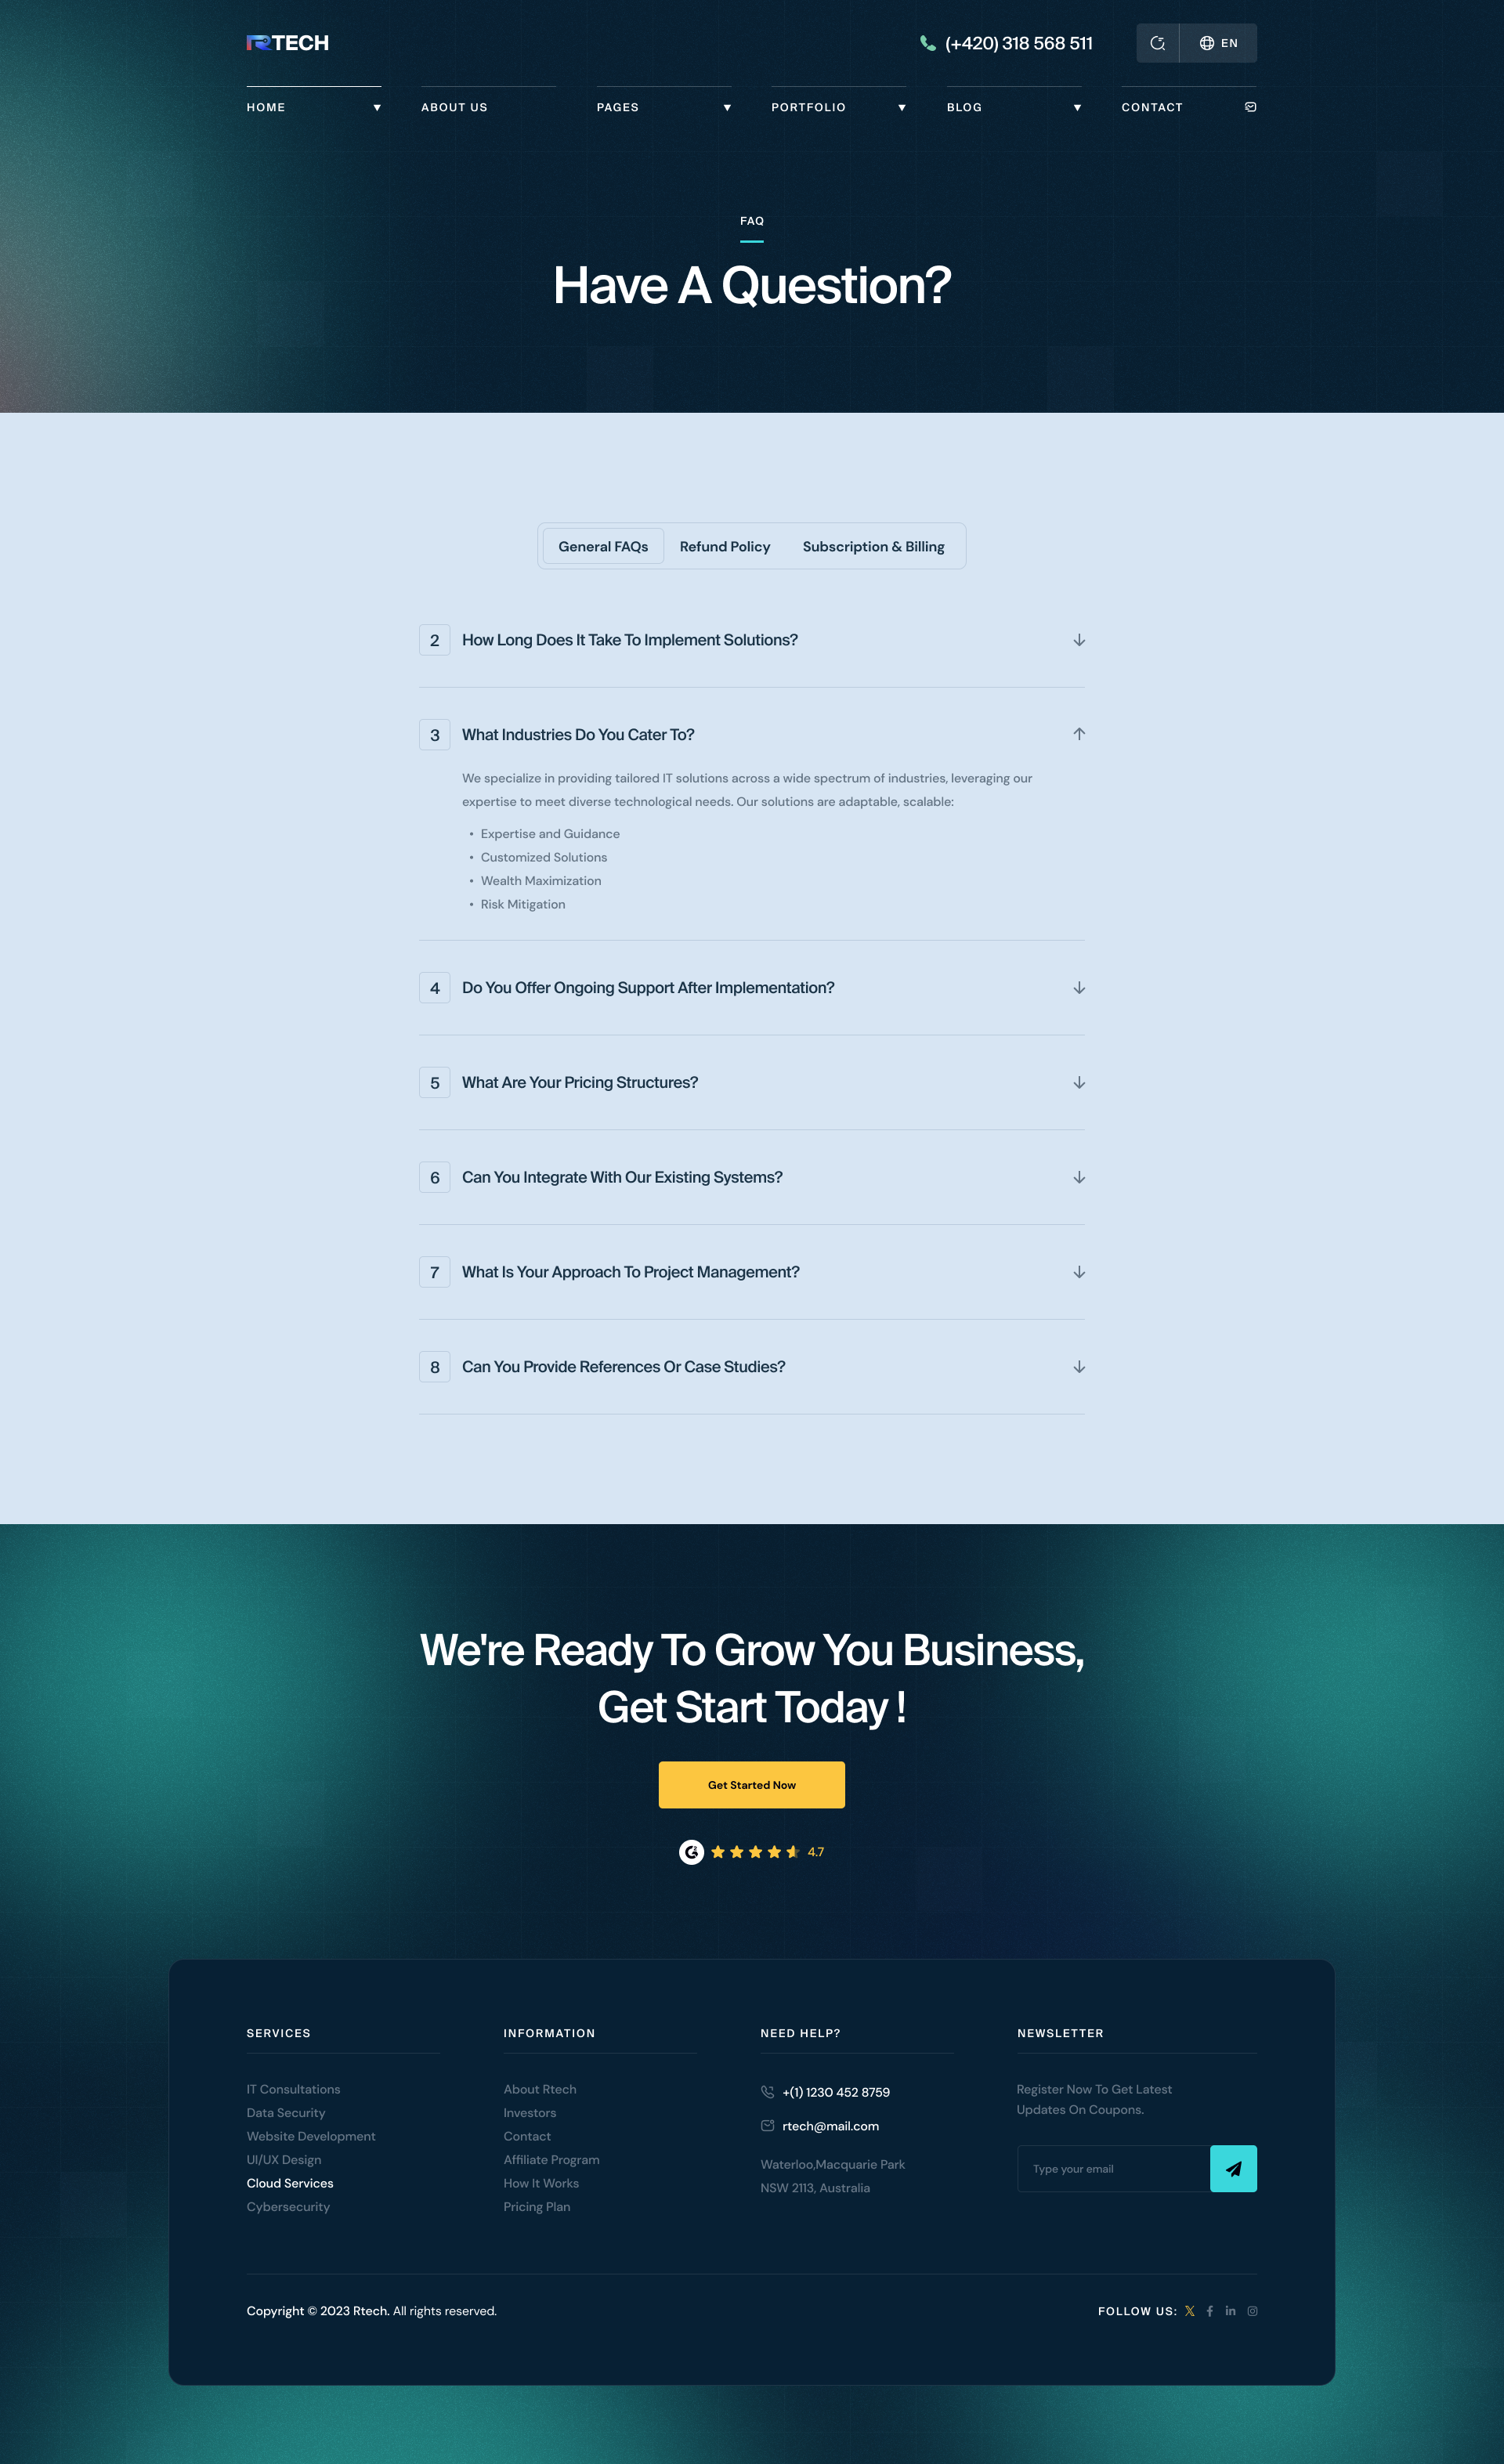 RTECH
(+420) 318 568 511
EN
HOME
ABOUT US
PAGES
PORTFOLIO
BLOG
CONTACT
FAQ
Have A Question?
General FAQs
Refund Policy
Subscription & Billing
2
How Long Does It Take To Implement Solutions?
3
What Industries Do You Cater To?
We specialize in providing tailored IT solutions across a wide spectrum of industries, leveraging our
expertise to meet diverse technological needs. Our solutions are adaptable, scalable:
• Expertise and Guidance
• Customized Solutions
• Wealth Maximization
• Risk Mitigation
4
Do You Offer Ongoing Support After Implementation?
5
What Are Your Pricing Structures?
6
Can You Integrate With Our Existing Systems?
7
What Is Your Approach To Project Management?
8
Can You Provide References Or Case Studies?
We're Ready To Grow You Business,
Get Start Today !
Get Started Now
4.7
SERVICES
IT Consultations
Data Security
Website Development
UI/UX Design
Cloud Services
Cybersecurity
INFORMATION
About Rtech
Investors
Contact
Affiliate Program
How It Works
Pricing Plan
NEED HELP?
+(1) 1230 452 8759
rtech@mail.com
Waterloo,Macquarie Park
NSW 2113, Australia
NEWSLETTER
Register Now To Get Latest
Updates On Coupons.
Type your email
Copyright © 2023 Rtech. All rights reserved.
FOLLOW US: